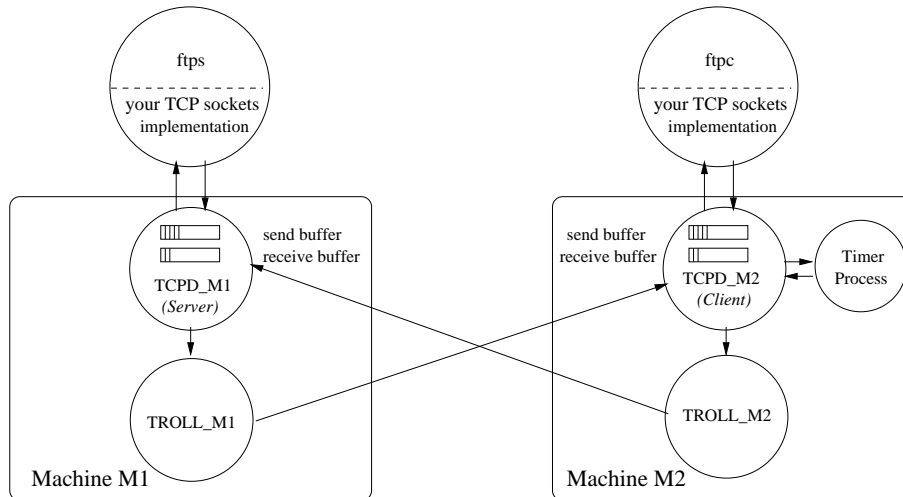 ftps
your TCP sockets
implementation
ftpc
your TCP sockets
implementation
send buffer
receive buffer
TCPD_M1
(Server)
send buffer
receive buffer
TCPD_M2
(Client)
Timer
Process
TROLL_M1
TROLL_M2
Machine M1
Machine M2